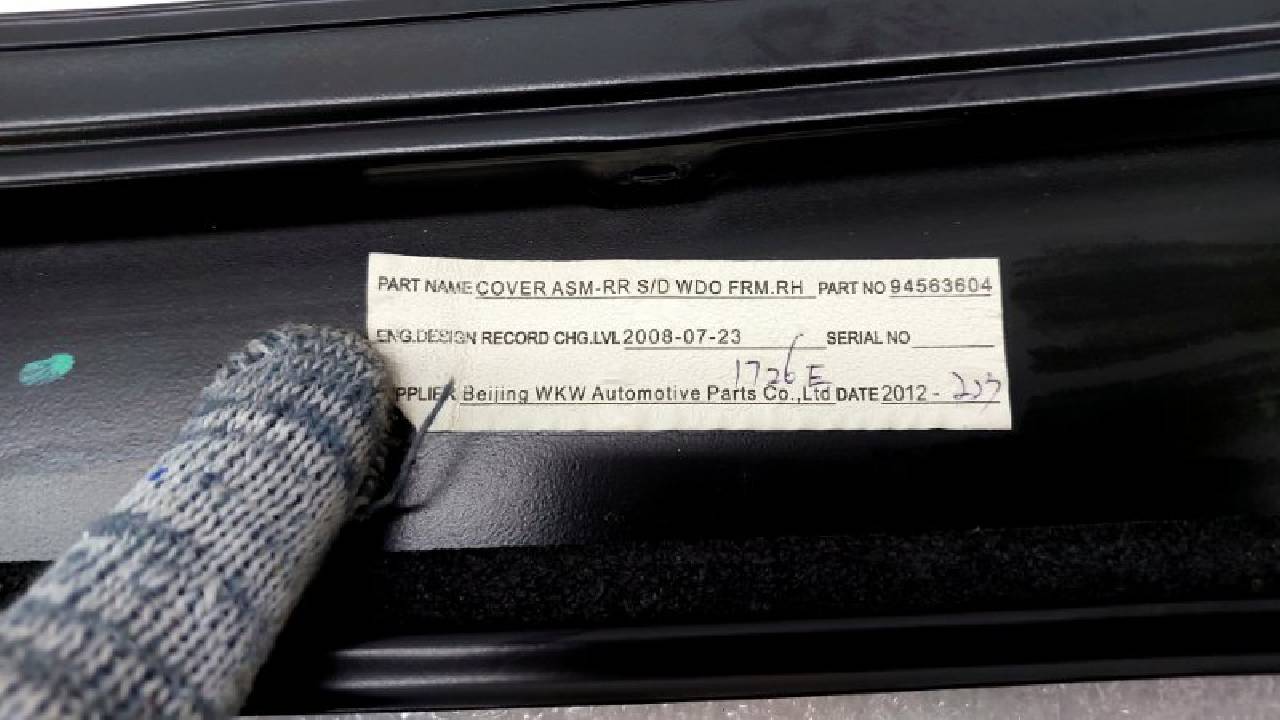 PART NAME COVER ASM-RR S/D WDO FRM.RH PART NO 94563604
ENG.DESIGN RECORD CHG.LVL 2008-07-23 SERIAL NO
1726 E
SUPPLIER Beijing WKW Automotive Parts Co.,Ltd DATE 2012 -